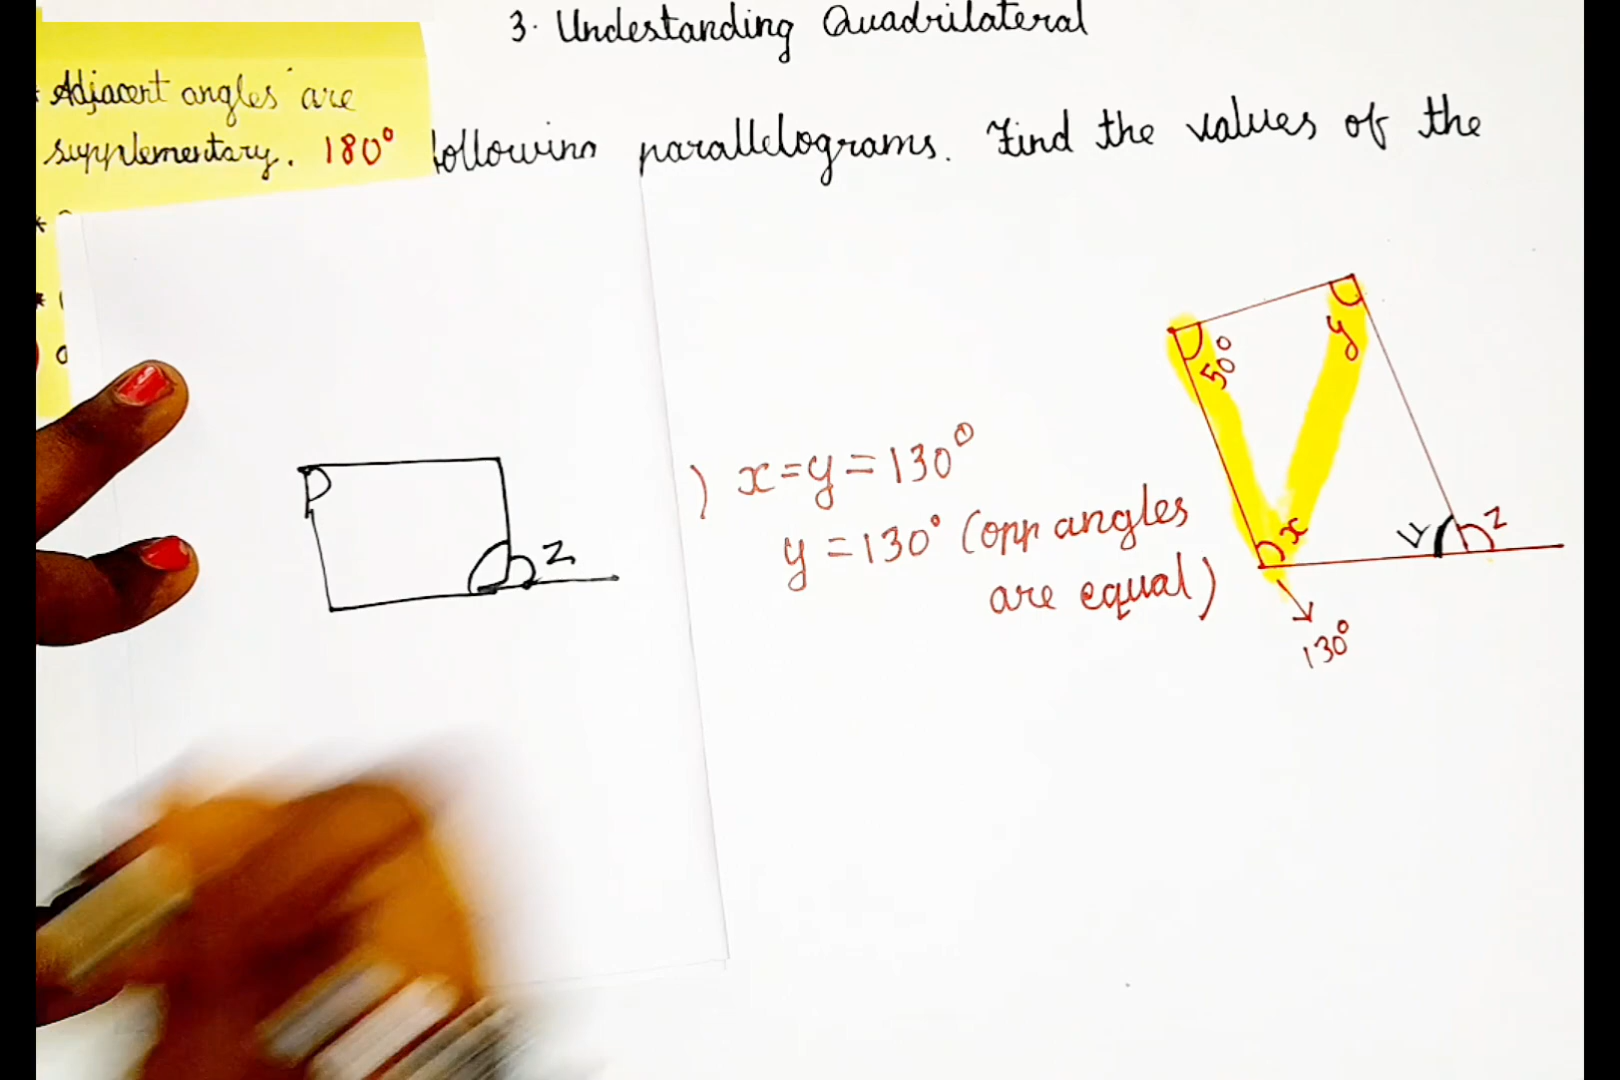 3. Undestanding Quadrilateral
Adjacent angles are
supplementary. 180°
following parallelograms. Find the values of the
50°
y
) x=y=130°
y=130° (opp angles
are equal)
x
w
z
130°
P
z